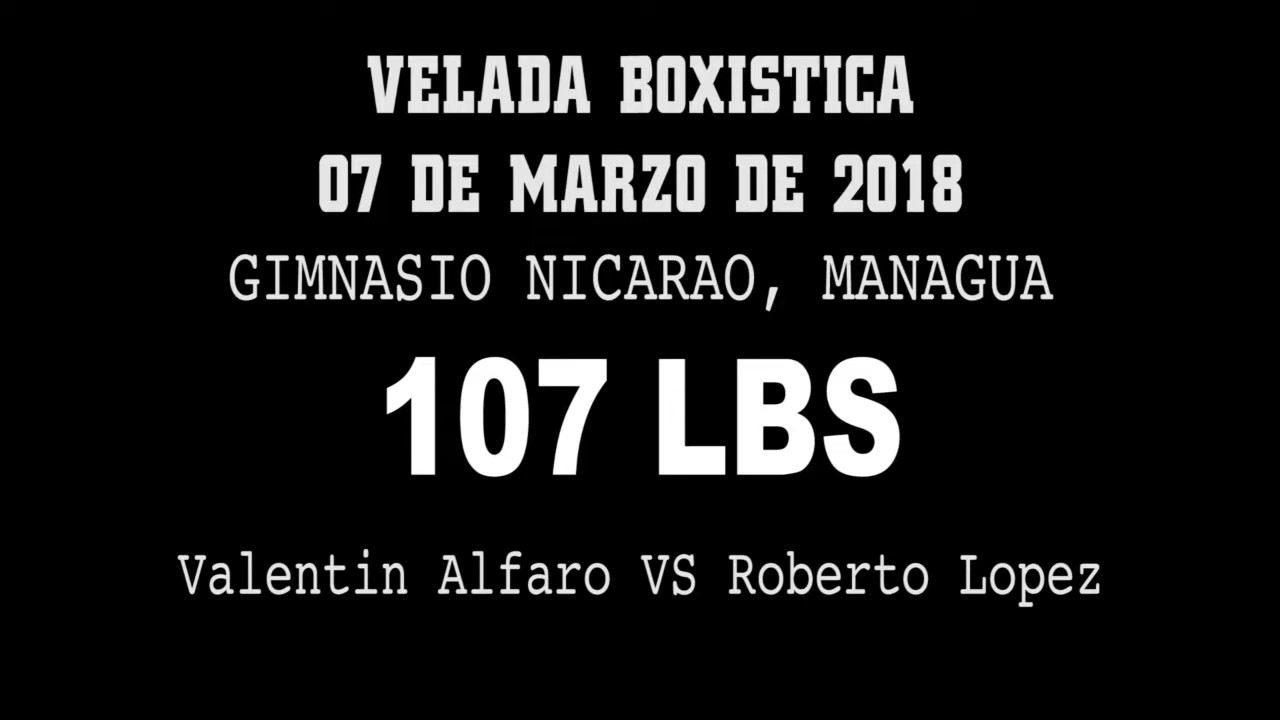 VELADA BOXISTICA
07 DE MARZO DE 2018
GIMNASIO NICARAO, MANAGUA
107 LBS
Valentin Alfaro VS Roberto Lopez